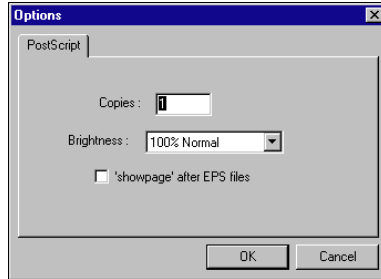 Options
PostScript
Copies : 1
Brightness : 100% Normal
'showpage' after EPS files
OK Cancel